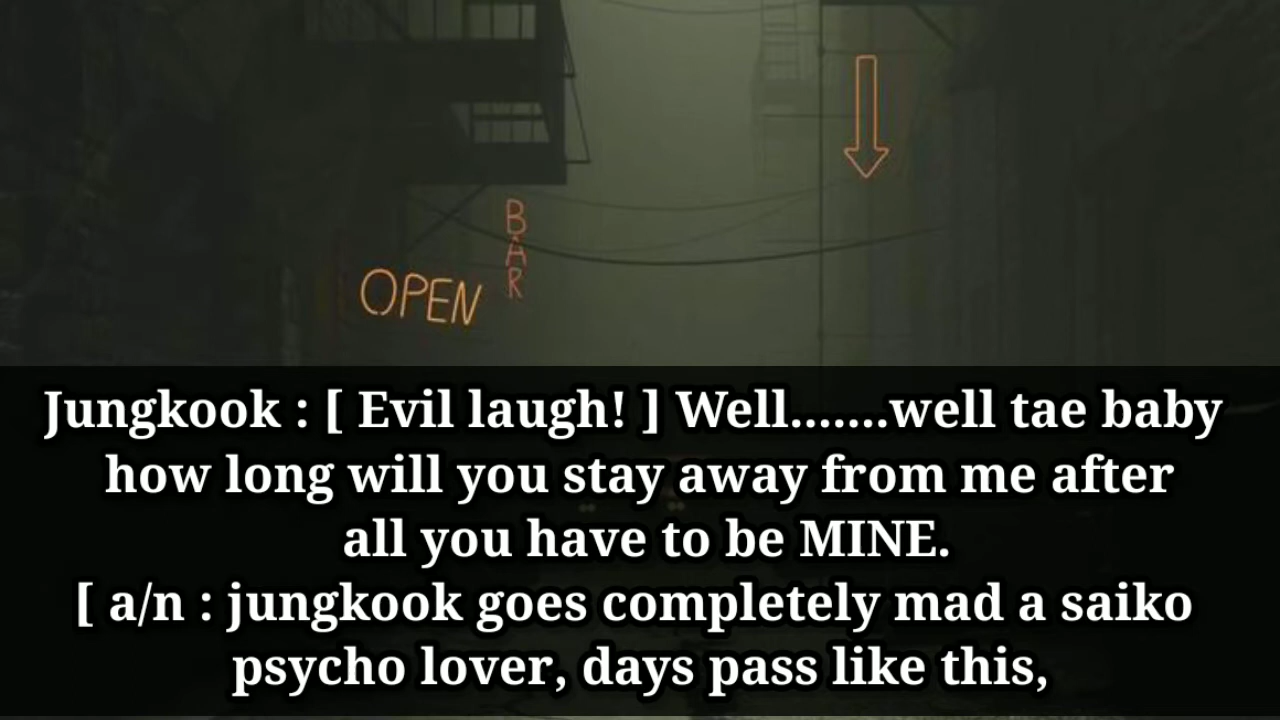 BAR
OPEN
Jungkook : [ Evil laugh! ] Well.......well tae baby
how long will you stay away from me after
all you have to be MINE.
[ a/n : jungkook goes completely mad a saiko
psycho lover, days pass like this,